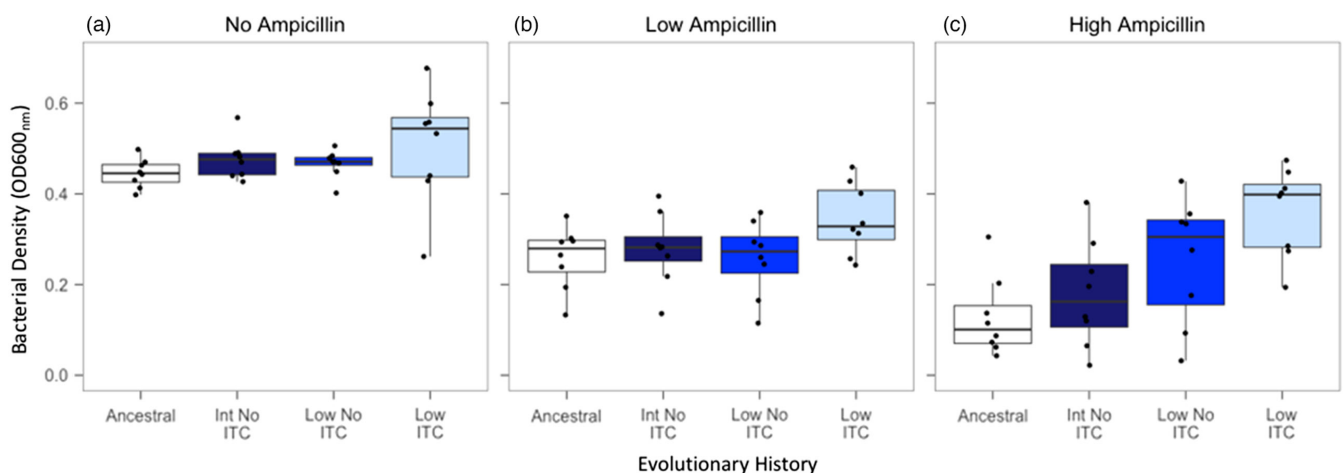 (a) No Ampicillin
(b) Low Ampicillin
(c) High Ampicillin
Bacterial Density (OD600nm)
0.6
0.4
0.2
0.0
Ancestral
Int No
ITC
Low No
ITC
Low
ITC
Ancestral
Int No
ITC
Low No
ITC
Low
ITC
Ancestral
Int No
ITC
Low No
ITC
Low
ITC
Evolutionary History